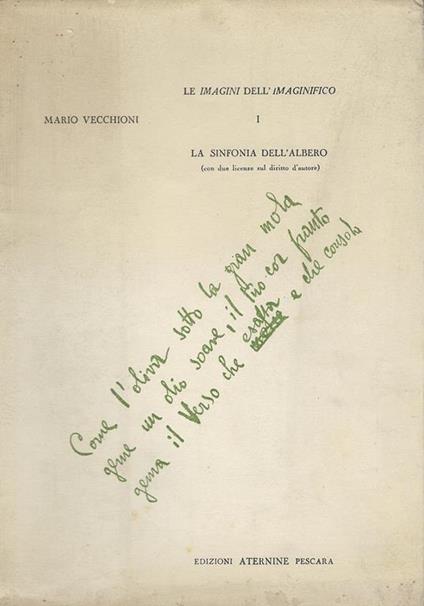 LE IMAGINI DELL'IMAGINIFICO
MARIO VECCHIONI
I
LA SINFONIA DELL'ALBERO
(con due licenze sul diritto d'autore)
Come l'oliva sotto la gran mola
geme un olio soave, il tuo cor franto
gema il Verso che esalta e che consola
EDIZIONI ATERNINE PESCARA